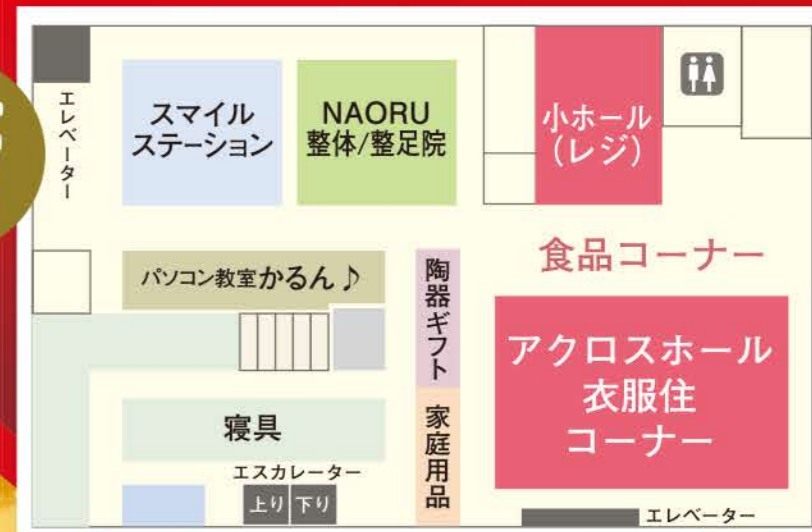 エレベーター
スマイル
ステーション
NAORU
整体/整足院
小ホール
(レジ)
食品コーナー
パソコン教室かるん♪
陶器ギフト
アクロスホール
衣服住
コーナー
寝具
家庭用品
エスカレーター
上り 下り
エレベーター